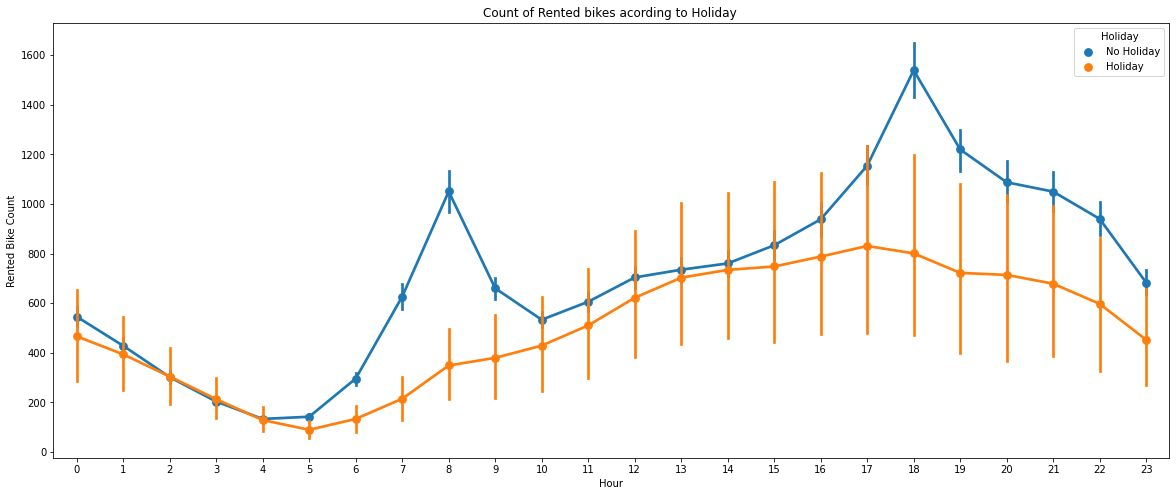 Count of Rented bikes acording to Holiday
Holiday
No Holiday
Holiday
Rented Bike Count
1600
1400
1200
1000
800
600
400
200
0
0 1 2 3 4 5 6 7 8 9 10 11 12 13 14 15 16 17 18 19 20 21 22 23
Hour